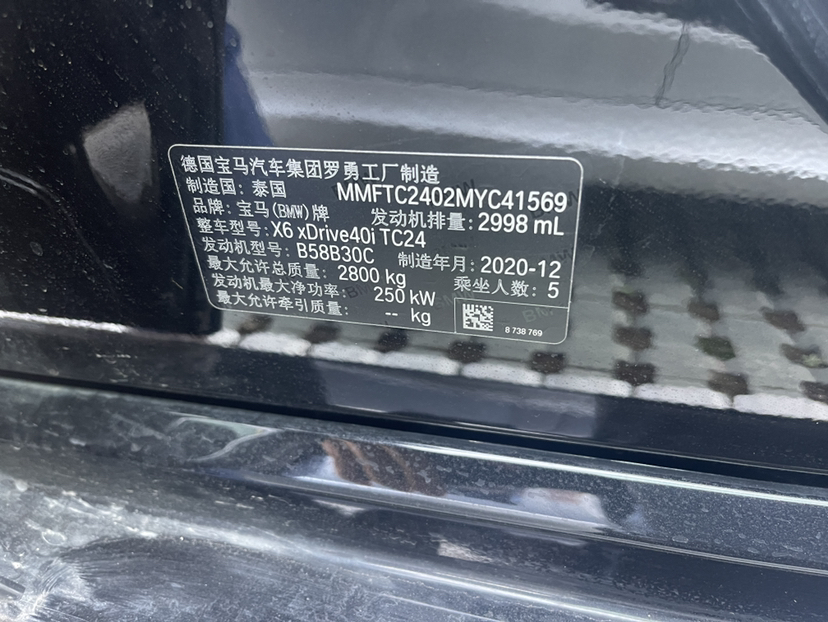 德国宝马汽车集团罗勇工厂制造
制造国: 泰国 MMFTC2402MYC41569
品牌: 宝马(BMW)牌 发动机排量: 2998 mL
整车型号: X6 xDrive40i TC24
发动机型号: B58B30C 制造年月: 2020-12
最大允许总质量: 2800 kg 乘坐人数: 5
发动机最大净功率: 250 kW
最大允许牵引质量: -- kg
8 738 769